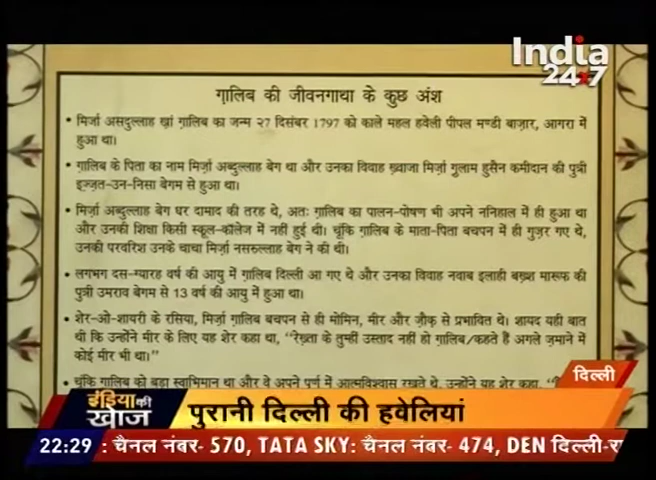 India
24x7
ग़ालिब की जीवनगाथा के कुछ अंश
• मिर्ज़ा असदुल्लाह ख़ां ग़ालिब का जन्म 27 दिसंबर 1797 को काले महल हवेली पीपल मण्डी बाज़ार, आगरा में
हुआ था।
• ग़ालिब के पिता का नाम मिर्ज़ा अब्दुल्लाह बेग था और उनका विवाह ख़्वाजा मिर्ज़ा गुलाम हुसैन कमीदान की पुत्री
इज़्ज़त-उन-निसा बेगम से हुआ था।
• मिर्ज़ा अब्दुल्लाह बेग घर दामाद की तरह थे, अतः ग़ालिब का पालन-पोषण भी अपने ननिहाल में ही हुआ था
और उनकी शिक्षा किसी स्कूल-कॉलेज में नहीं हुई थी। चूंकि ग़ालिब के माता-पिता बचपन में ही गुज़र गए थे,
उनकी परवरिश उनके चाचा मिर्ज़ा नसरुल्लाह बेग ने की थी।
• लगभग दस-ग्यारह वर्ष की आयु में ग़ालिब दिल्ली आ गए थे और उनका विवाह नवाब इलाही बख़्श मारूफ की
पुत्री उमराव बेगम से 13 वर्ष की आयु में हुआ था।
• शेर-ओ-शायरी के रसिया, मिर्ज़ा ग़ालिब बचपन से ही मोमिन, मीर और ज़ौक़ से प्रभावित थे। शायद यही बात
थी कि उन्होंने मीर के लिए यह शेर कहा था, "रेख़्ता के तुम्हीं उस्ताद नहीं हो ग़ालिब/कहते हैं अगले ज़माने में
कोई मीर भी था।"
• चूंकि ग़ालिब को बड़ा स्वाभिमान था और वे अपने पूर्ण में आत्मविश्वास रखते थे, उन्होंने यह शेर कहा,
दिल्ली
इंडिया की
खोज
पुरानी दिल्ली की हवेलियां
22:29 : चैनल नंबर- 570, TATA SKY: चैनल नंबर- 474, DEN दिल्ली-